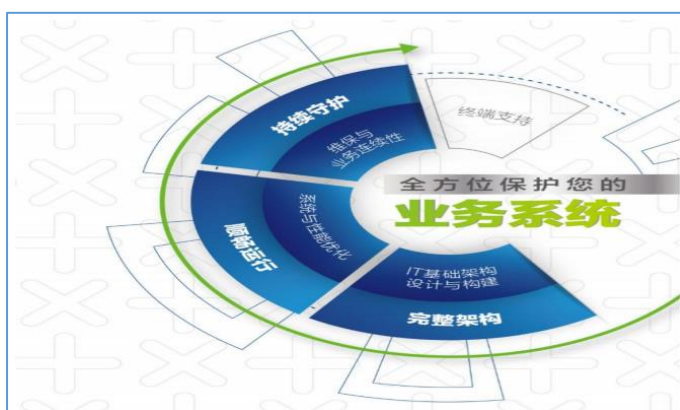 持续守护
维保与
业务连续性
终端支持
全方位保护您的
业务系统
顺畅运行
系统与性能优化
IT基础架构
设计与构建
完整架构